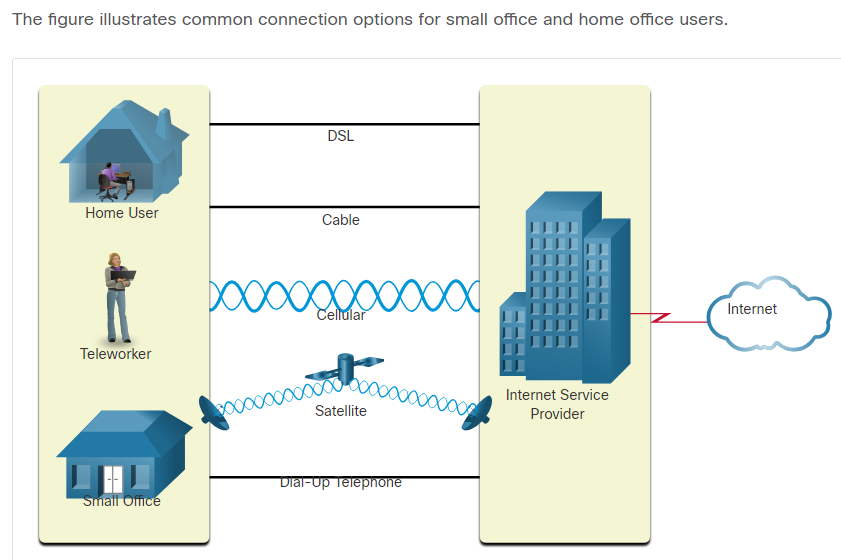 The figure illustrates common connection options for small office and home office users.
DSL
Home User
Cable
Cellular
Internet
Teleworker
Internet Service
Provider
Satellite
Dial-Up Telephone
Small Office